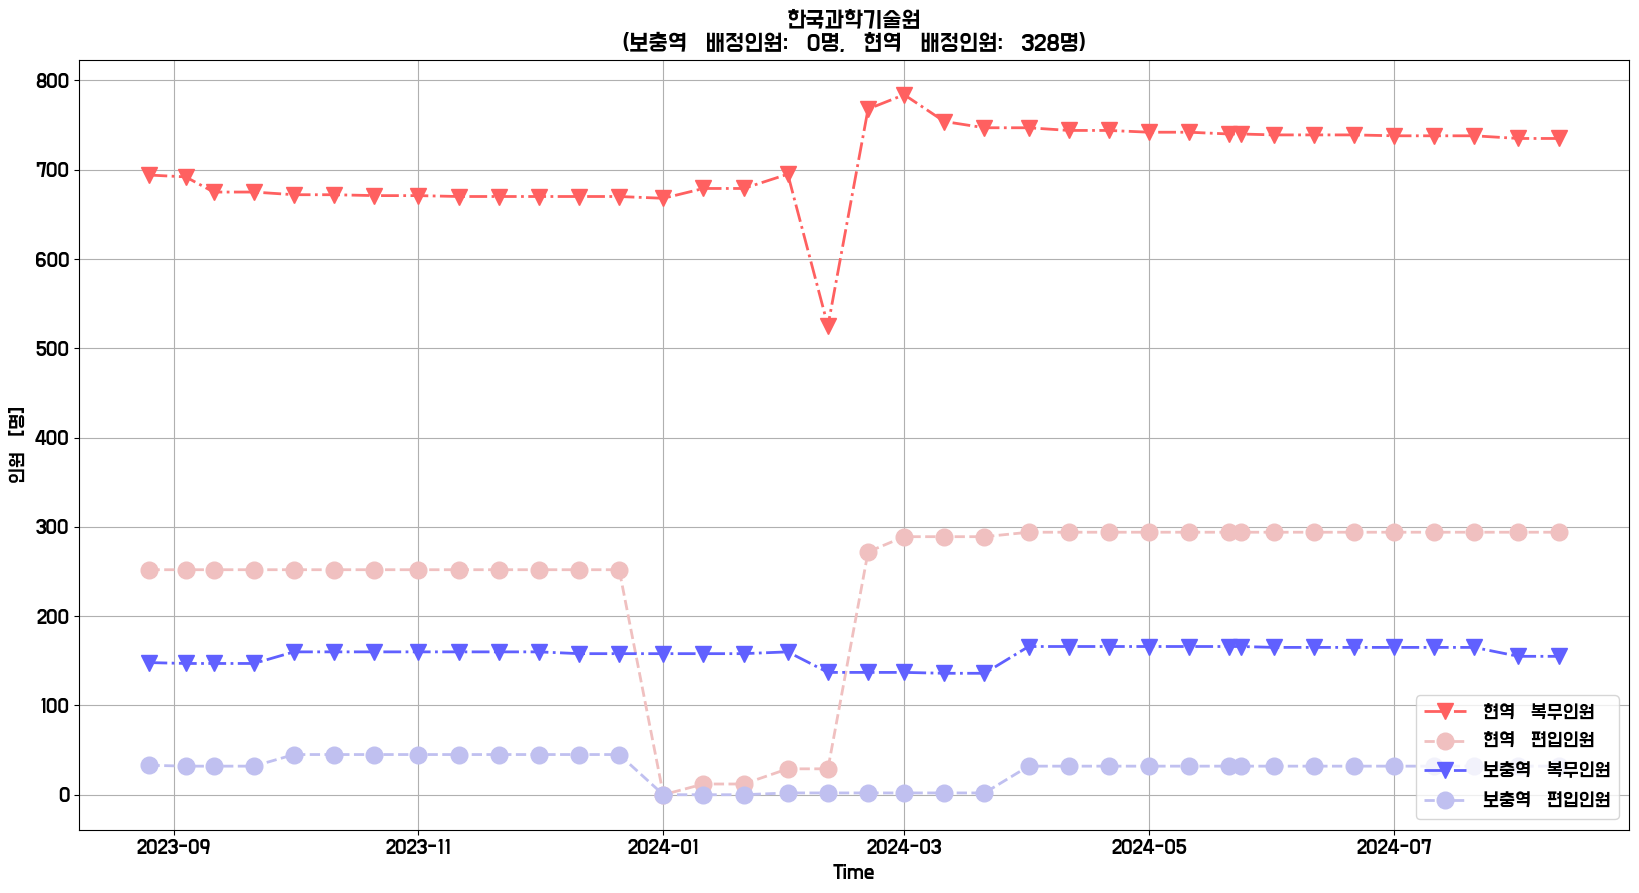 한국과학기술원
(보충역 배정인원: 0명, 현역 배정인원: 328명)
800
700
600
500
400
300
200
100
0
인원 [명]
2023-09
2023-11
2024-01
2024-03
2024-05
2024-07
Time
현역 복무인원
현역 편입인원
보충역 복무인원
보충역 편입인원